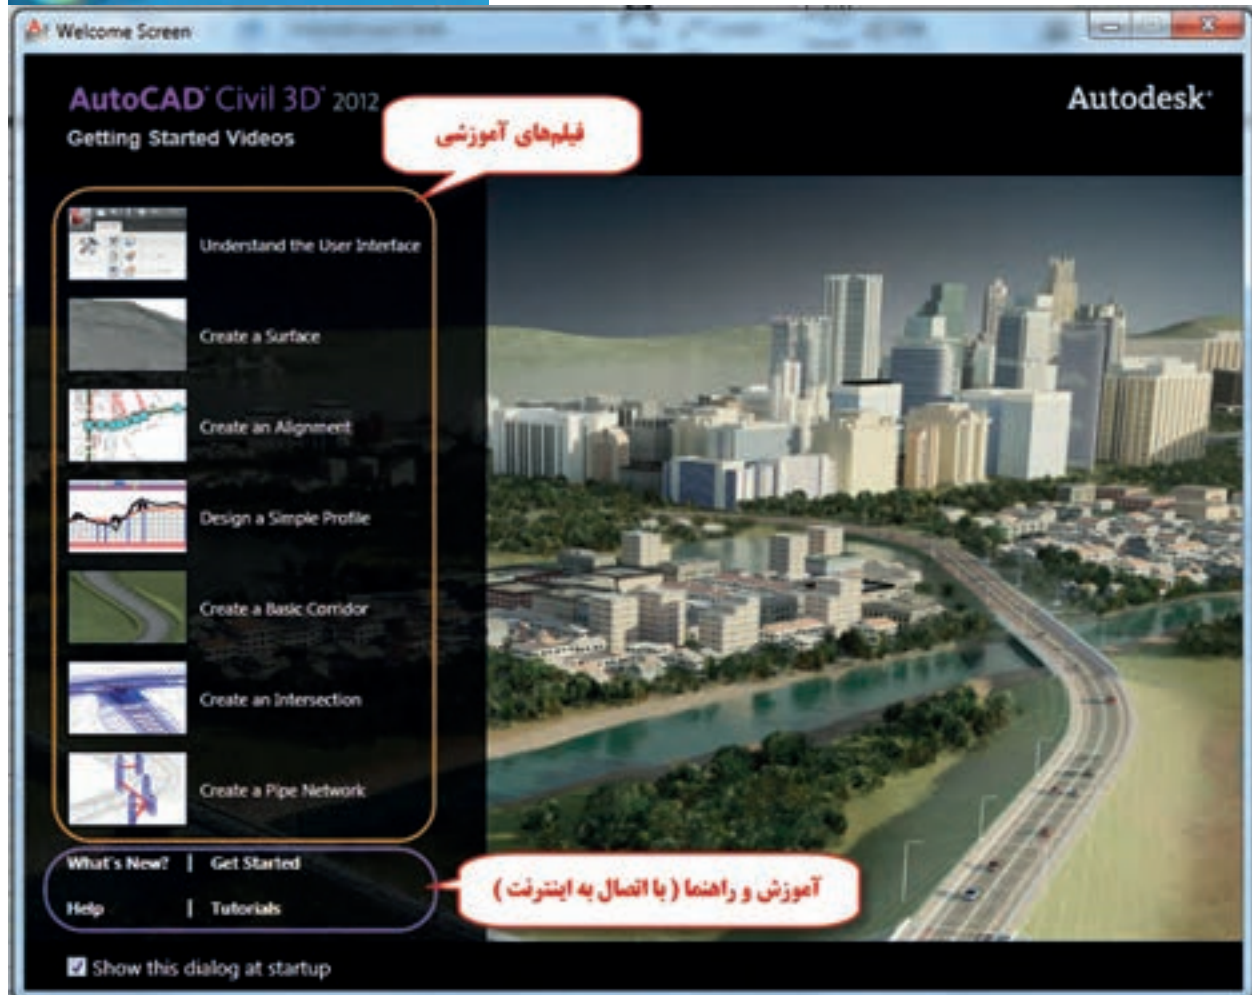 Welcome Screen
AutoCAD Civil 3D 2012
Autodesk
Getting Started Videos
فیلم‌های آموزشی
Understand the User Interface
Create a Surface
Create an Alignment
Design a Simple Profile
Create a Basic Corridor
Create an Intersection
Create a Pipe Network
What's New? | Get Started
Help | Tutorials
آموزش و راهنما ( با اتصال به اینترنت )
Show this dialog at startup